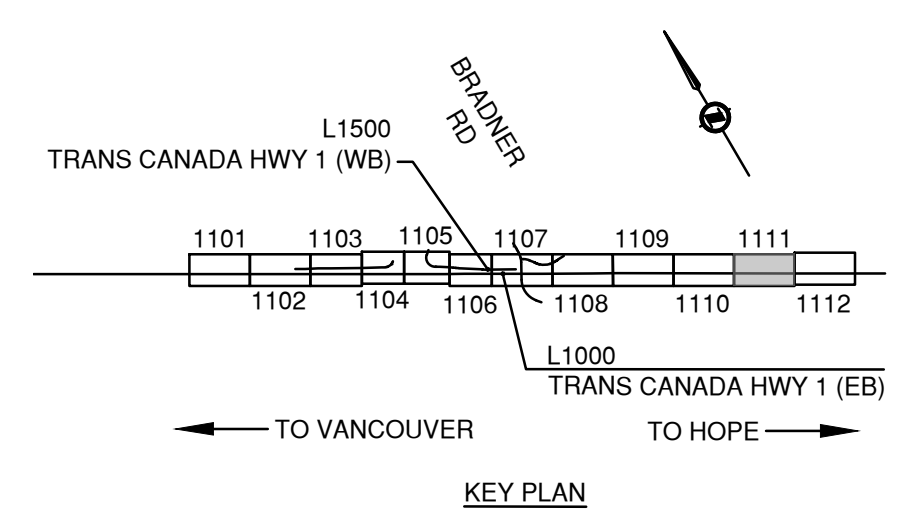 BRADNER
RD
L1500
TRANS CANADA HWY 1 (WB)
1101
1103
1105
1107
1109
1111
1102
1104
1106
1108
1110
1112
L1000
TRANS CANADA HWY 1 (EB)
TO VANCOUVER
TO HOPE
KEY PLAN